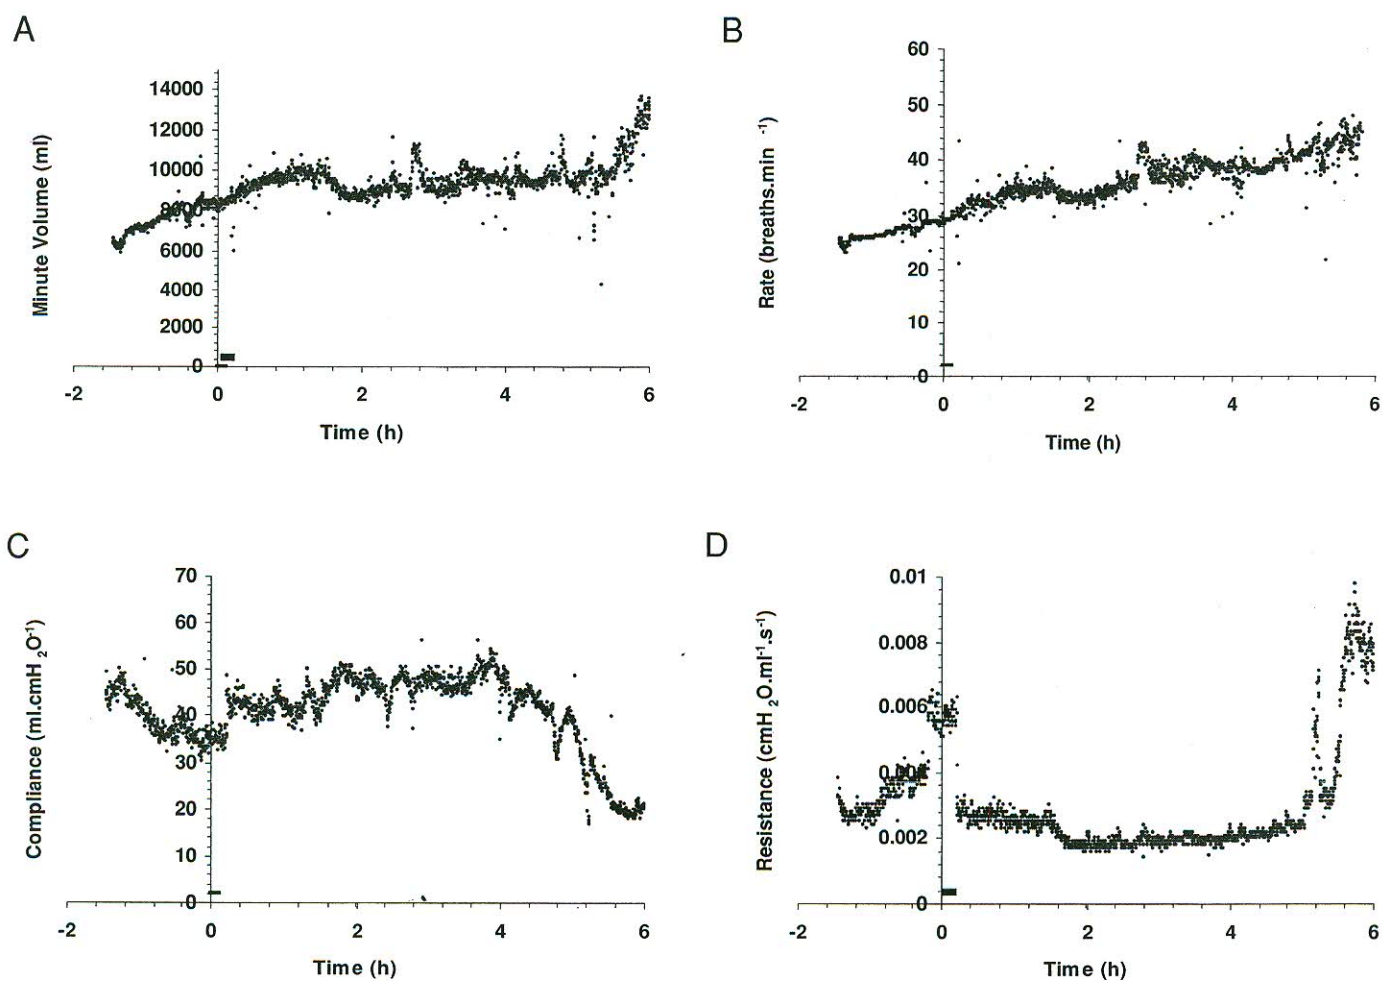 A
14000
12000
10000
8000
6000
4000
2000
0
Minute Volume (ml)
-2 0 2 4 6
Time (h)
B
60
50
40
30
20
10
0
Rate (breaths.min -1)
-2 0 2 4 6
Time (h)
C
70
60
50
40
30
20
10
0
Compliance (ml.cmH2O-1)
-2 0 2 4 6
Time (h)
D
0.01
0.008
0.006
0.004
0.002
0
Resistance (cmH2O.ml-1.s-1)
-2 0 2 4 6
Time (h)